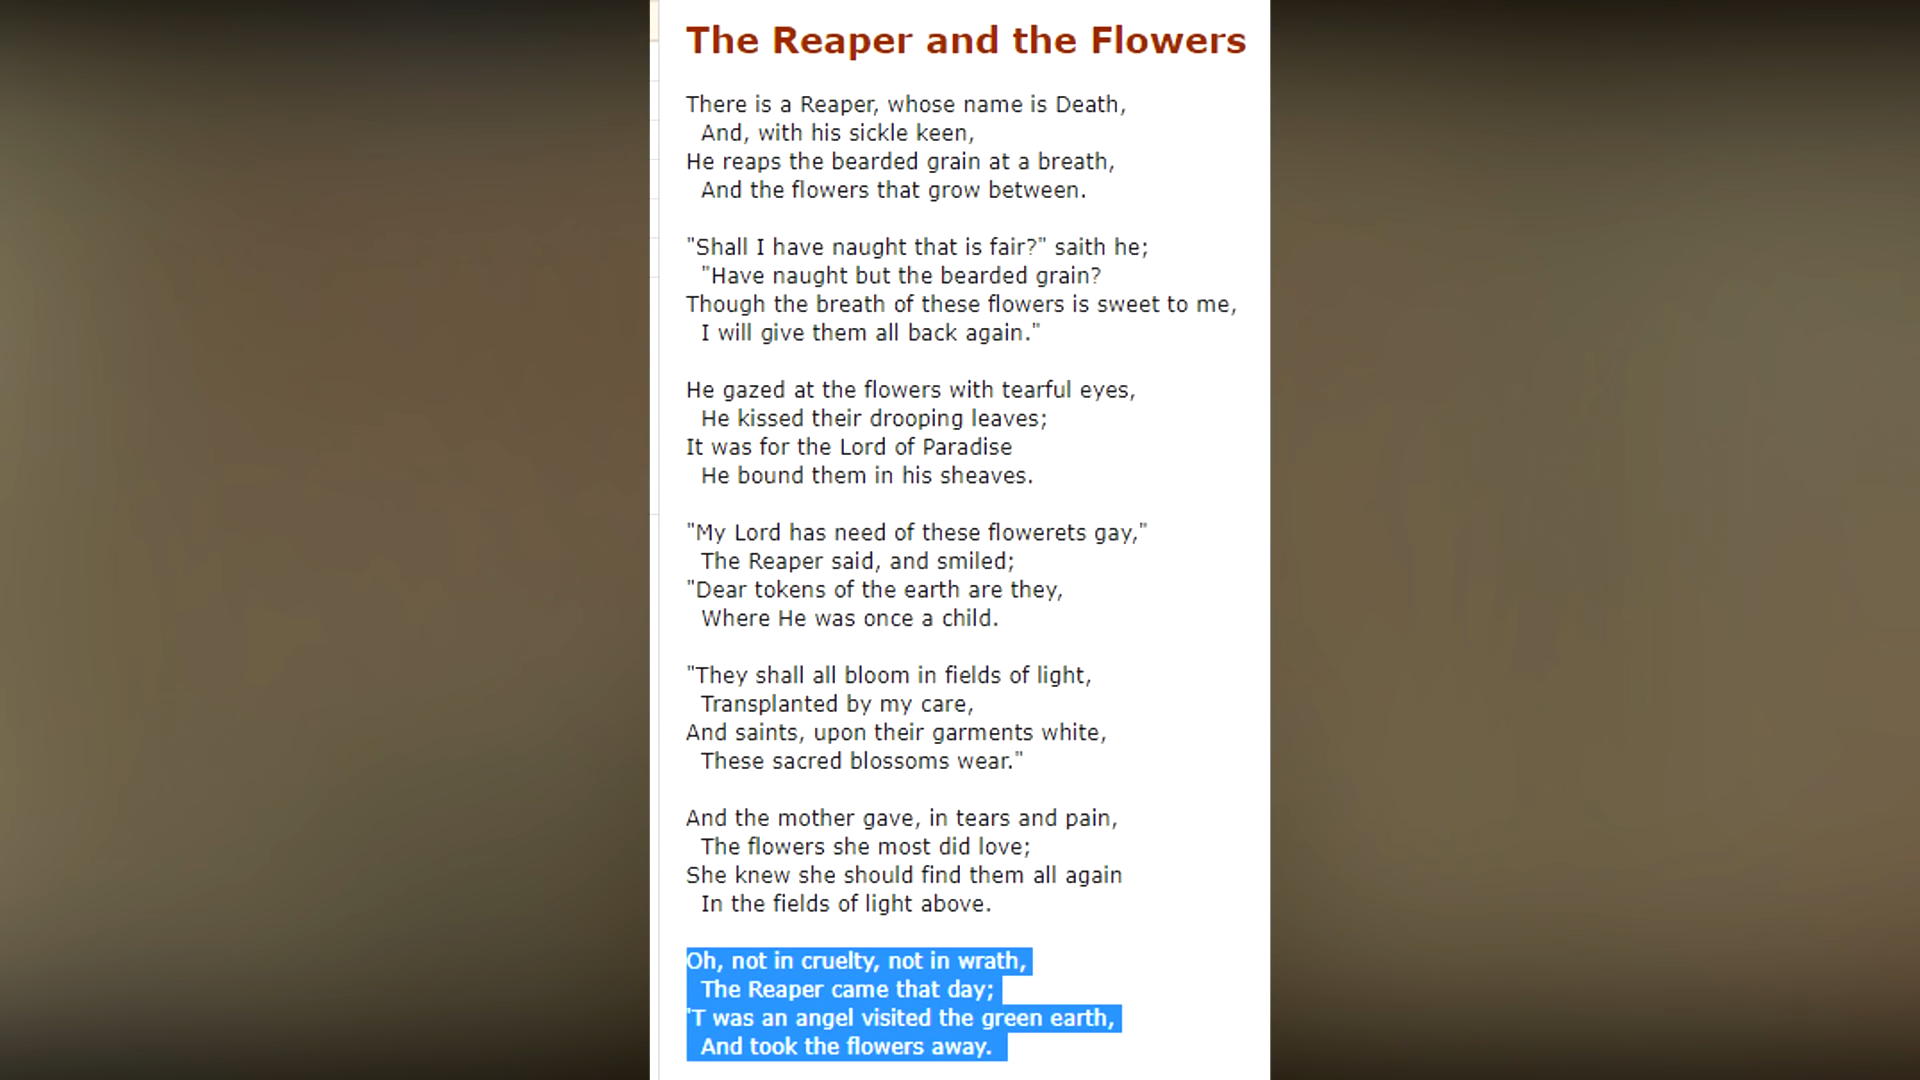 The Reaper and the Flowers
There is a Reaper, whose name is Death,
And, with his sickle keen,
He reaps the bearded grain at a breath,
And the flowers that grow between.
"Shall I have naught that is fair?" saith he;
"Have naught but the bearded grain?
Though the breath of these flowers is sweet to me,
I will give them all back again."
He gazed at the flowers with tearful eyes,
He kissed their drooping leaves;
It was for the Lord of Paradise
He bound them in his sheaves.
"My Lord has need of these flowerets gay,"
The Reaper said, and smiled;
"Dear tokens of the earth are they,
Where He was once a child.
"They shall all bloom in fields of light,
Transplanted by my care,
And saints, upon their garments white,
These sacred blossoms wear."
And the mother gave, in tears and pain,
The flowers she most did love;
She knew she should find them all again
In the fields of light above.
Oh, not in cruelty, not in wrath,
The Reaper came that day;
'T was an angel visited the green earth,
And took the flowers away.